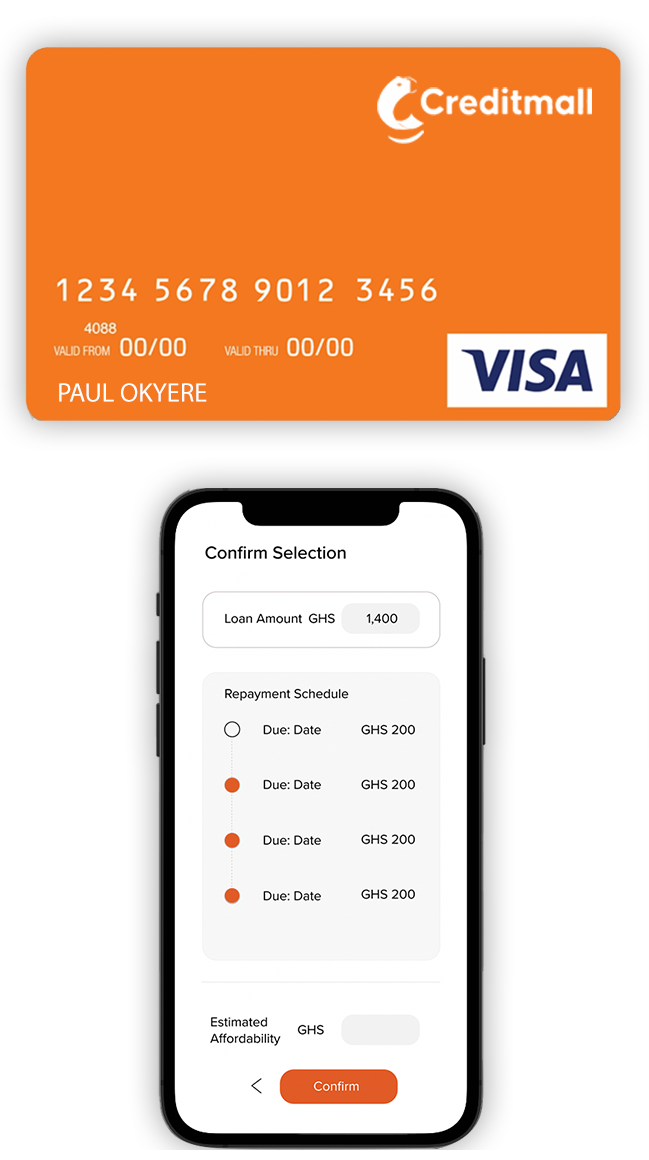 Creditmall
1234 5678 9012 3456
4088
VALID FROM 00/00 VALID THRU 00/00
VISA
PAUL OKYERE
Confirm Selection
Loan Amount GHS 1,400
Repayment Schedule
Due: Date GHS 200
Due: Date GHS 200
Due: Date GHS 200
Due: Date GHS 200
Estimated
Affordability GHS
Confirm